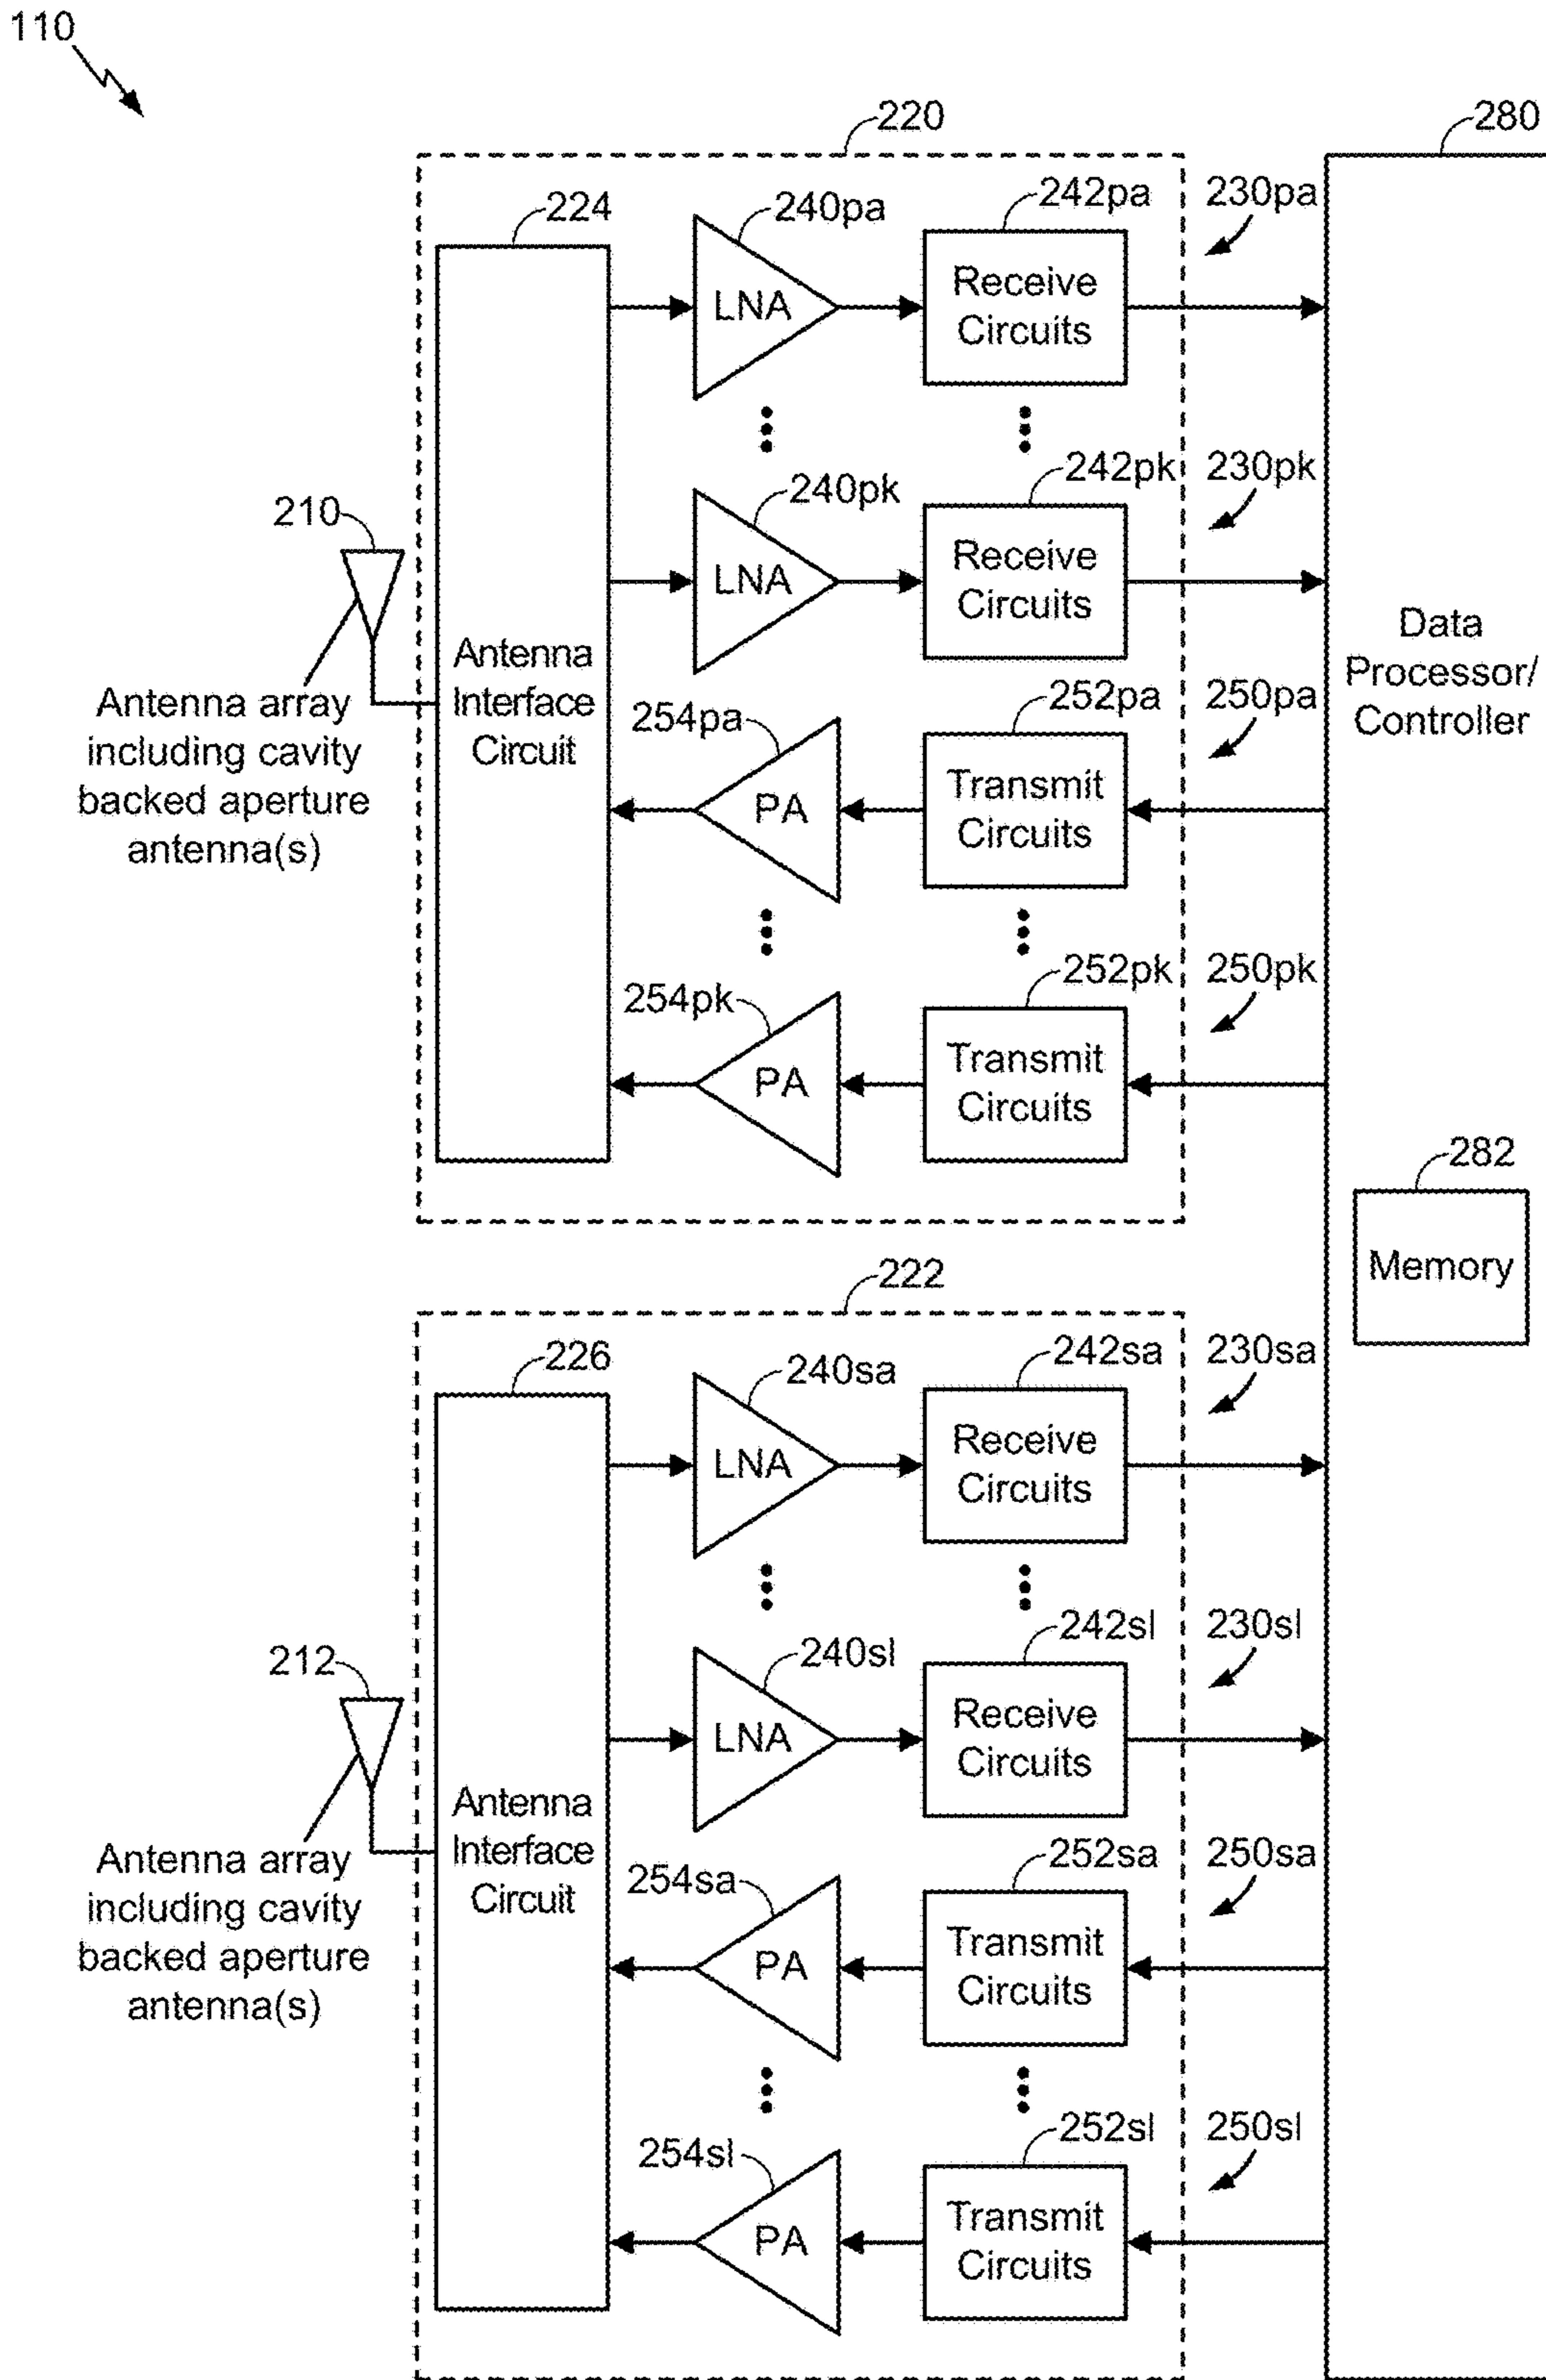 110
220
280
224
240pa
242pa
230pa
LNA
Receive
Circuits
240pk
242pk
230pk
210
LNA
Receive
Circuits
Data
Processor/
Controller
Antenna
Interface
Circuit
Antenna array
including cavity
backed aperture
antenna(s)
254pa
252pa
250pa
PA
Transmit
Circuits
254pk
252pk
250pk
PA
Transmit
Circuits
282
Memory
222
226
240sa
242sa
230sa
LNA
Receive
Circuits
240sl
242sl
230sl
212
LNA
Receive
Circuits
Antenna
Interface
Circuit
Antenna array
including cavity
backed aperture
antenna(s)
254sa
252sa
250sa
PA
Transmit
Circuits
254sl
252sl
250sl
PA
Transmit
Circuits